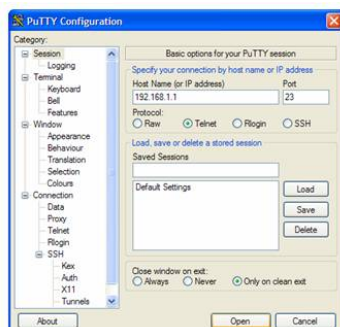 PuTTY Configuration
Category:
Session
Logging
Terminal
Keyboard
Bell
Features
Window
Appearance
Behaviour
Translation
Selection
Colours
Connection
Data
Proxy
Telnet
Rlogin
SSH
Kex
Auth
X11
Tunnels
Basic options for your PuTTY session
Specify your connection by host name or IP address
Host Name (or IP address) Port
192.168.1.1 23
Protocol:
Raw Telnet Rlogin SSH
Load, save or delete a stored session
Saved Sessions
Default Settings
Load
Save
Delete
Close window on exit:
Always Never Only on clean exit
About Open Cancel